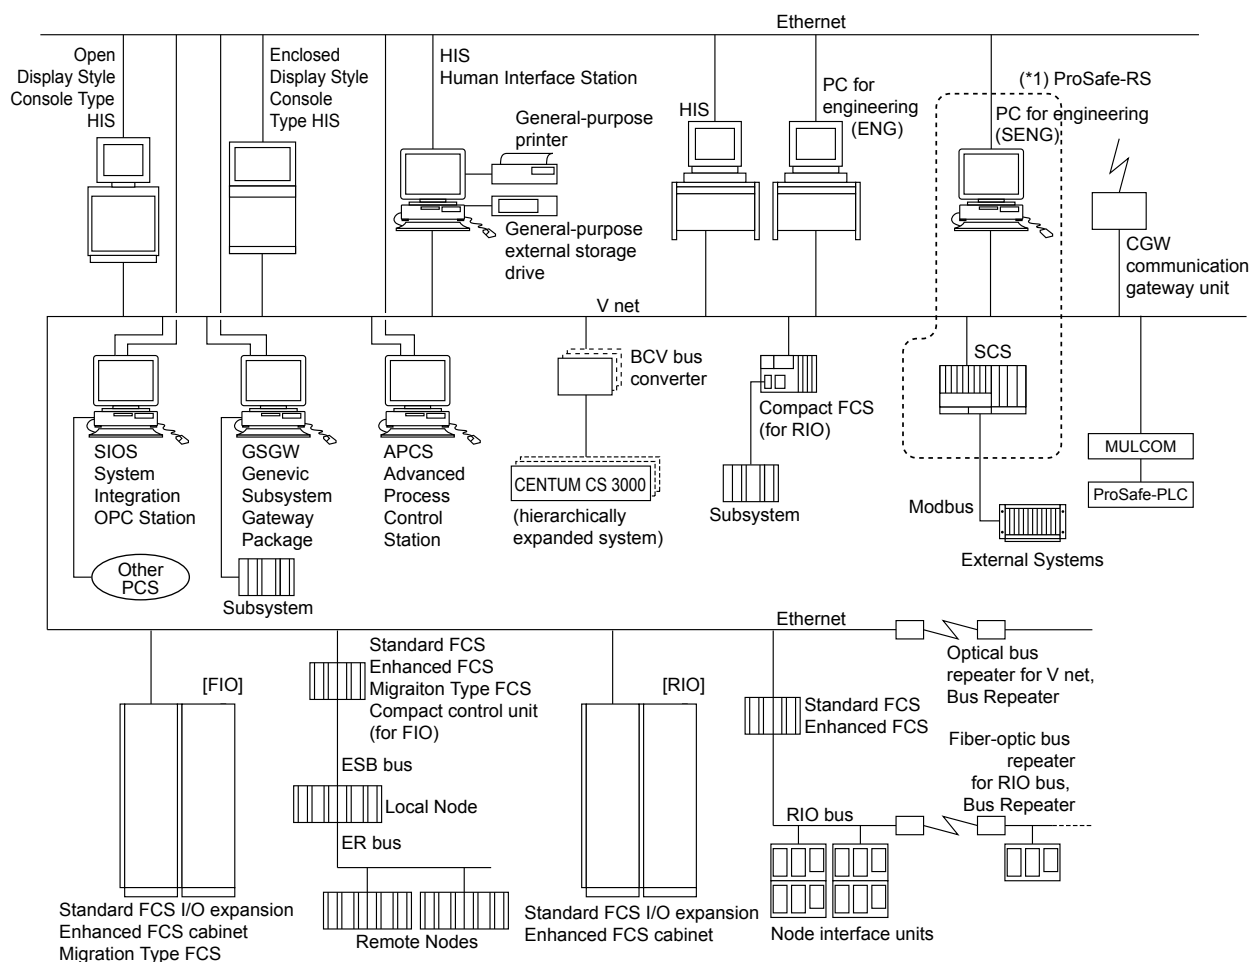 Ethernet
Open
Display Style
Console Type
HIS
Enclosed
Display Style
Console
Type HIS
HIS
Human Interface Station
General-purpose
printer
General-purpose
external storage
drive
HIS
PC for
engineering
(ENG)
(*1) ProSafe-RS
PC for engineering
(SENG)
CGW
communication
gateway unit
V net
SIOS
System
Integration
OPC Station
Other
PCS
GSGW
Genevic
Subsystem
Gateway
Package
Subsystem
APCS
Advanced
Process
Control
Station
BCV bus
converter
CENTUM CS 3000
(hierarchically
expanded system)
Compact FCS
(for RIO)
Subsystem
SCS
Modbus
External Systems
MULCOM
ProSafe-PLC
Ethernet
Optical bus
repeater for V net,
Bus Repeater
[FIO]
Standard FCS
Enhanced FCS
Migraiton Type FCS
Compact control unit
(for FIO)
ESB bus
Local Node
ER bus
Remote Nodes
[RIO]
Standard FCS
Enhanced FCS
Fiber-optic bus
repeater
for RIO bus,
Bus Repeater
RIO bus
Node interface units
Standard FCS I/O expansion
Enhanced FCS cabinet
Migration Type FCS
Standard FCS I/O expansion
Enhanced FCS cabinet